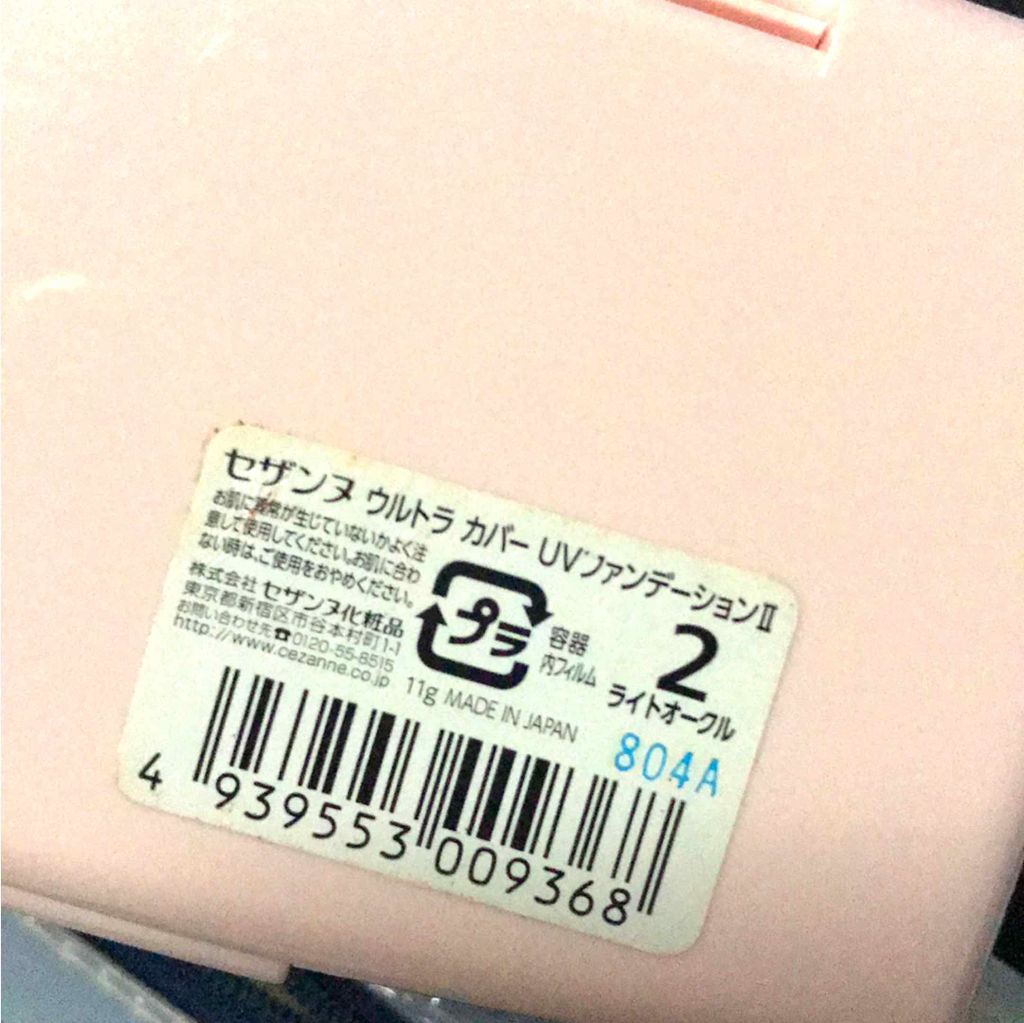 セザンヌ ウルトラ カバー UVファンデーションⅡ
お肌に異常が生じていないかよく注
意して使用してください。お肌に合わ
ない時は、ご使用をおやめください。
株式会社 セザンヌ化粧品
東京都新宿区市谷本村町1-1
お問い合わせ先☎0120-55-8515
http://www.cezanne.co.jp
プラ
容器
内フィルム
11g MADE IN JAPAN
2
ライトオークル
804A
4 939553 009368